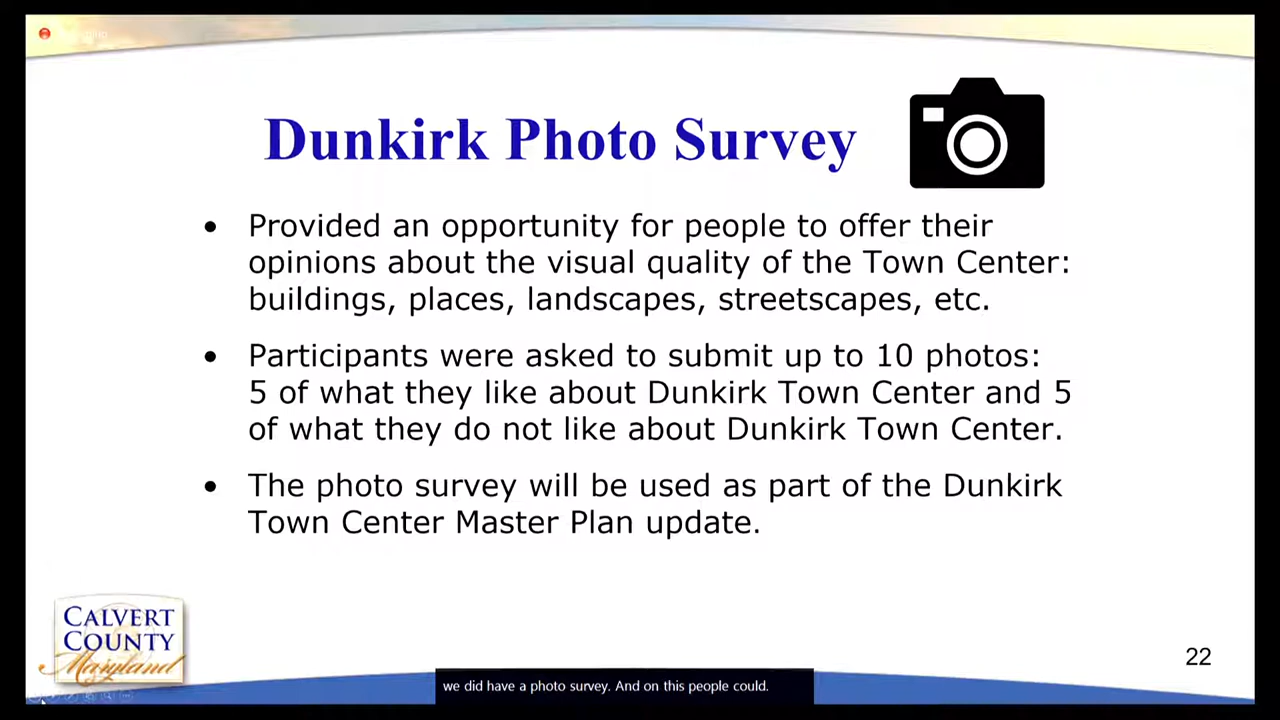 Dunkirk Photo Survey
• Provided an opportunity for people to offer their
opinions about the visual quality of the Town Center:
buildings, places, landscapes, streetscapes, etc.
• Participants were asked to submit up to 10 photos:
5 of what they like about Dunkirk Town Center and 5
of what they do not like about Dunkirk Town Center.
• The photo survey will be used as part of the Dunkirk
Town Center Master Plan update.
CALVERT
COUNTY
Maryland
22
we did have a photo survey. And on this people could.